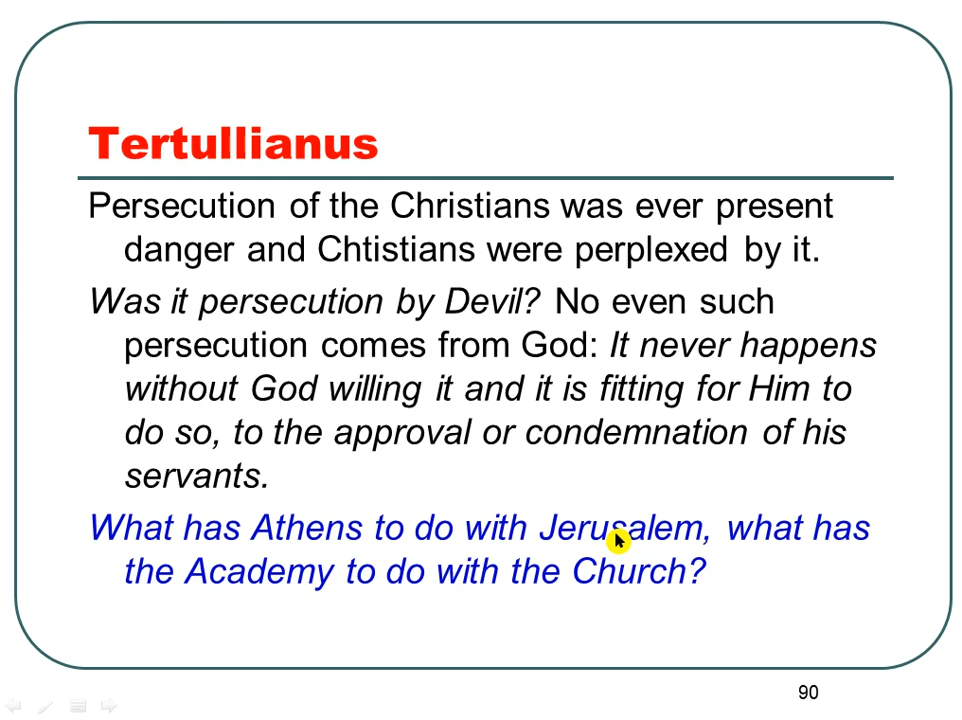 Tertullianus
Persecution of the Christians was ever present
danger and Chtistians were perplexed by it.
Was it persecution by Devil? No even such
persecution comes from God: It never happens
without God willing it and it is fitting for Him to
do so, to the approval or condemnation of his
servants.
What has Athens to do with Jerusalem, what has
the Academy to do with the Church?
90